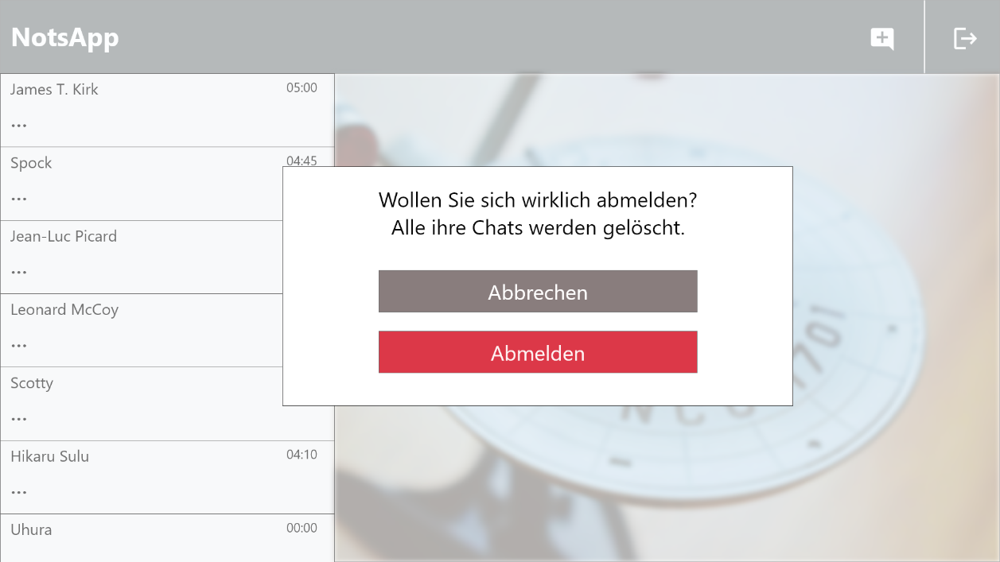 NotsApp
James T. Kirk 05:00
...
Spock 04:45
...
Jean-Luc Picard
...
Leonard McCoy
...
Scotty
...
Hikaru Sulu 04:10
...
Uhura 00:00
Wollen Sie sich wirklich abmelden?
Alle ihre Chats werden gelöscht.
Abbrechen
Abmelden
1701
N C C